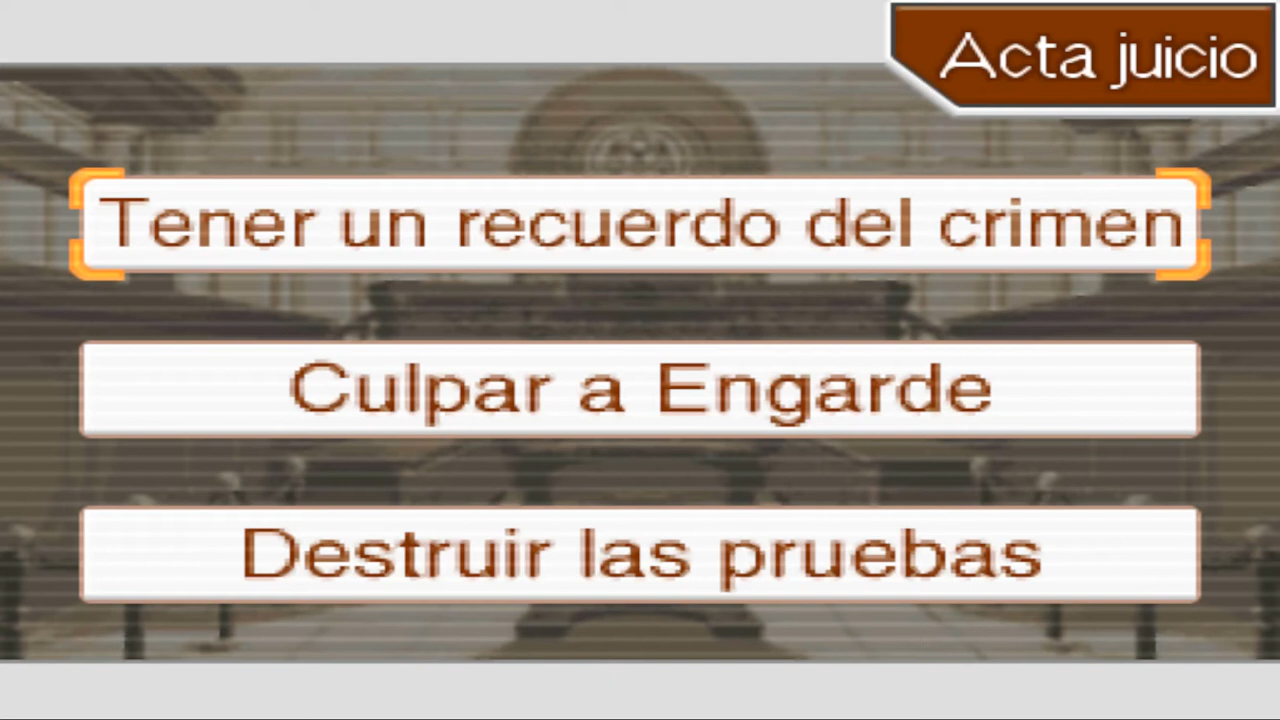 Acta juicio
Tener un recuerdo del crimen
Culpar a Engarde
Destruir las pruebas